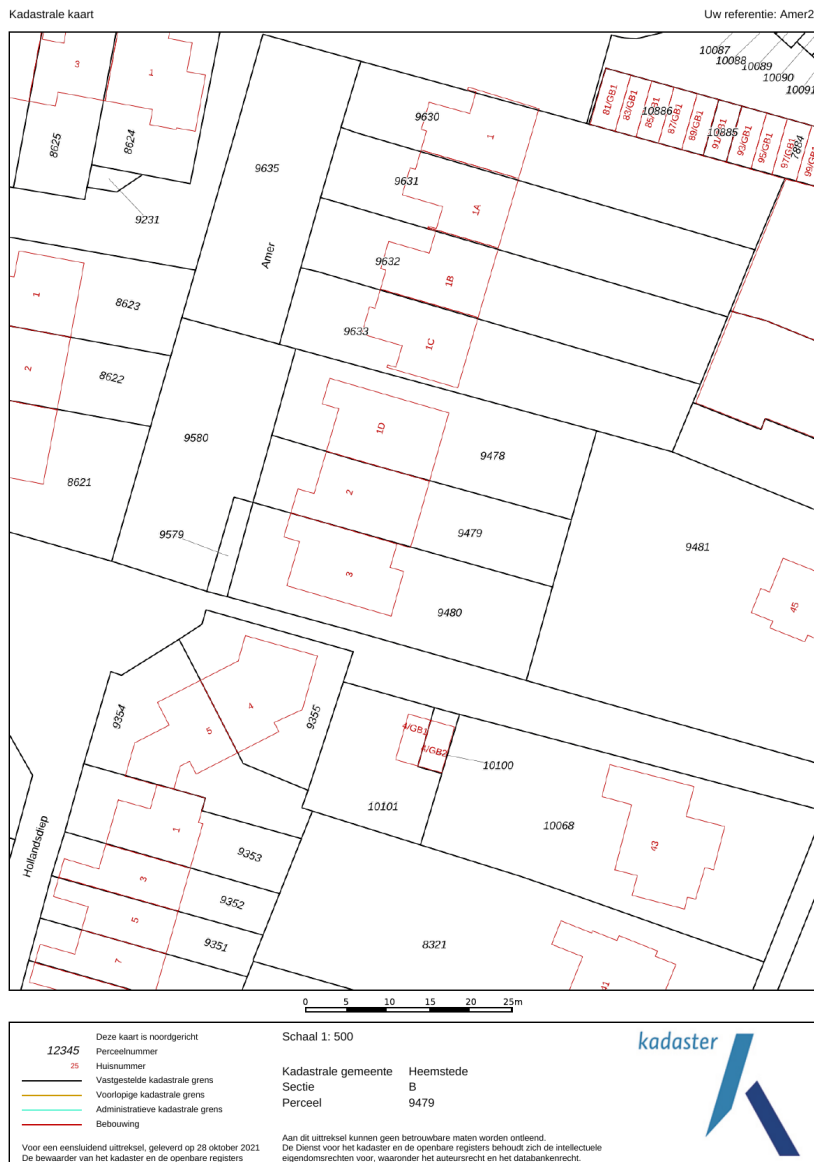 Kadastrale kaart
Uw referentie: Amer2
10087
10088
10089
10090
10091
3
1
81/GB1
83/GB1
85/GB1
10886
87/GB1
89/GB1
10885
91/GB1
93/GB1
95/GB1
97/GB1
7884
99/GB1
9630
1
8625
8624
9635
9631
1A
9231
Amer
9632
1B
1
8623
9633
1C
2
8622
1D
9580
9478
8621
2
9579
9479
9481
3
45
9480
9354
5
4
9355
4/GB1
4/GB2
10100
10101
10068
Hollandsdiep
1
43
9353
3
9352
5
9351
7
8321
41
0 5 10 15 20 25m
Deze kaart is noordgericht
12345 Perceelnummer
25 Huisnummer
Vastgestelde kadastrale grens
Voorlopige kadastrale grens
Administratieve kadastrale grens
Bebouwing
Voor een eensluidend uittreksel, geleverd op 28 oktober 2021
De bewaarder van het kadaster en de openbare registers
Schaal 1: 500
Kadastrale gemeente Heemstede
Sectie B
Perceel 9479
Aan dit uittreksel kunnen geen betrouwbare maten worden ontleend.
De Dienst voor het kadaster en de openbare registers behoudt zich de intellectuele
eigendomsrechten voor, waaronder het auteursrecht en het databankenrecht.
kadaster